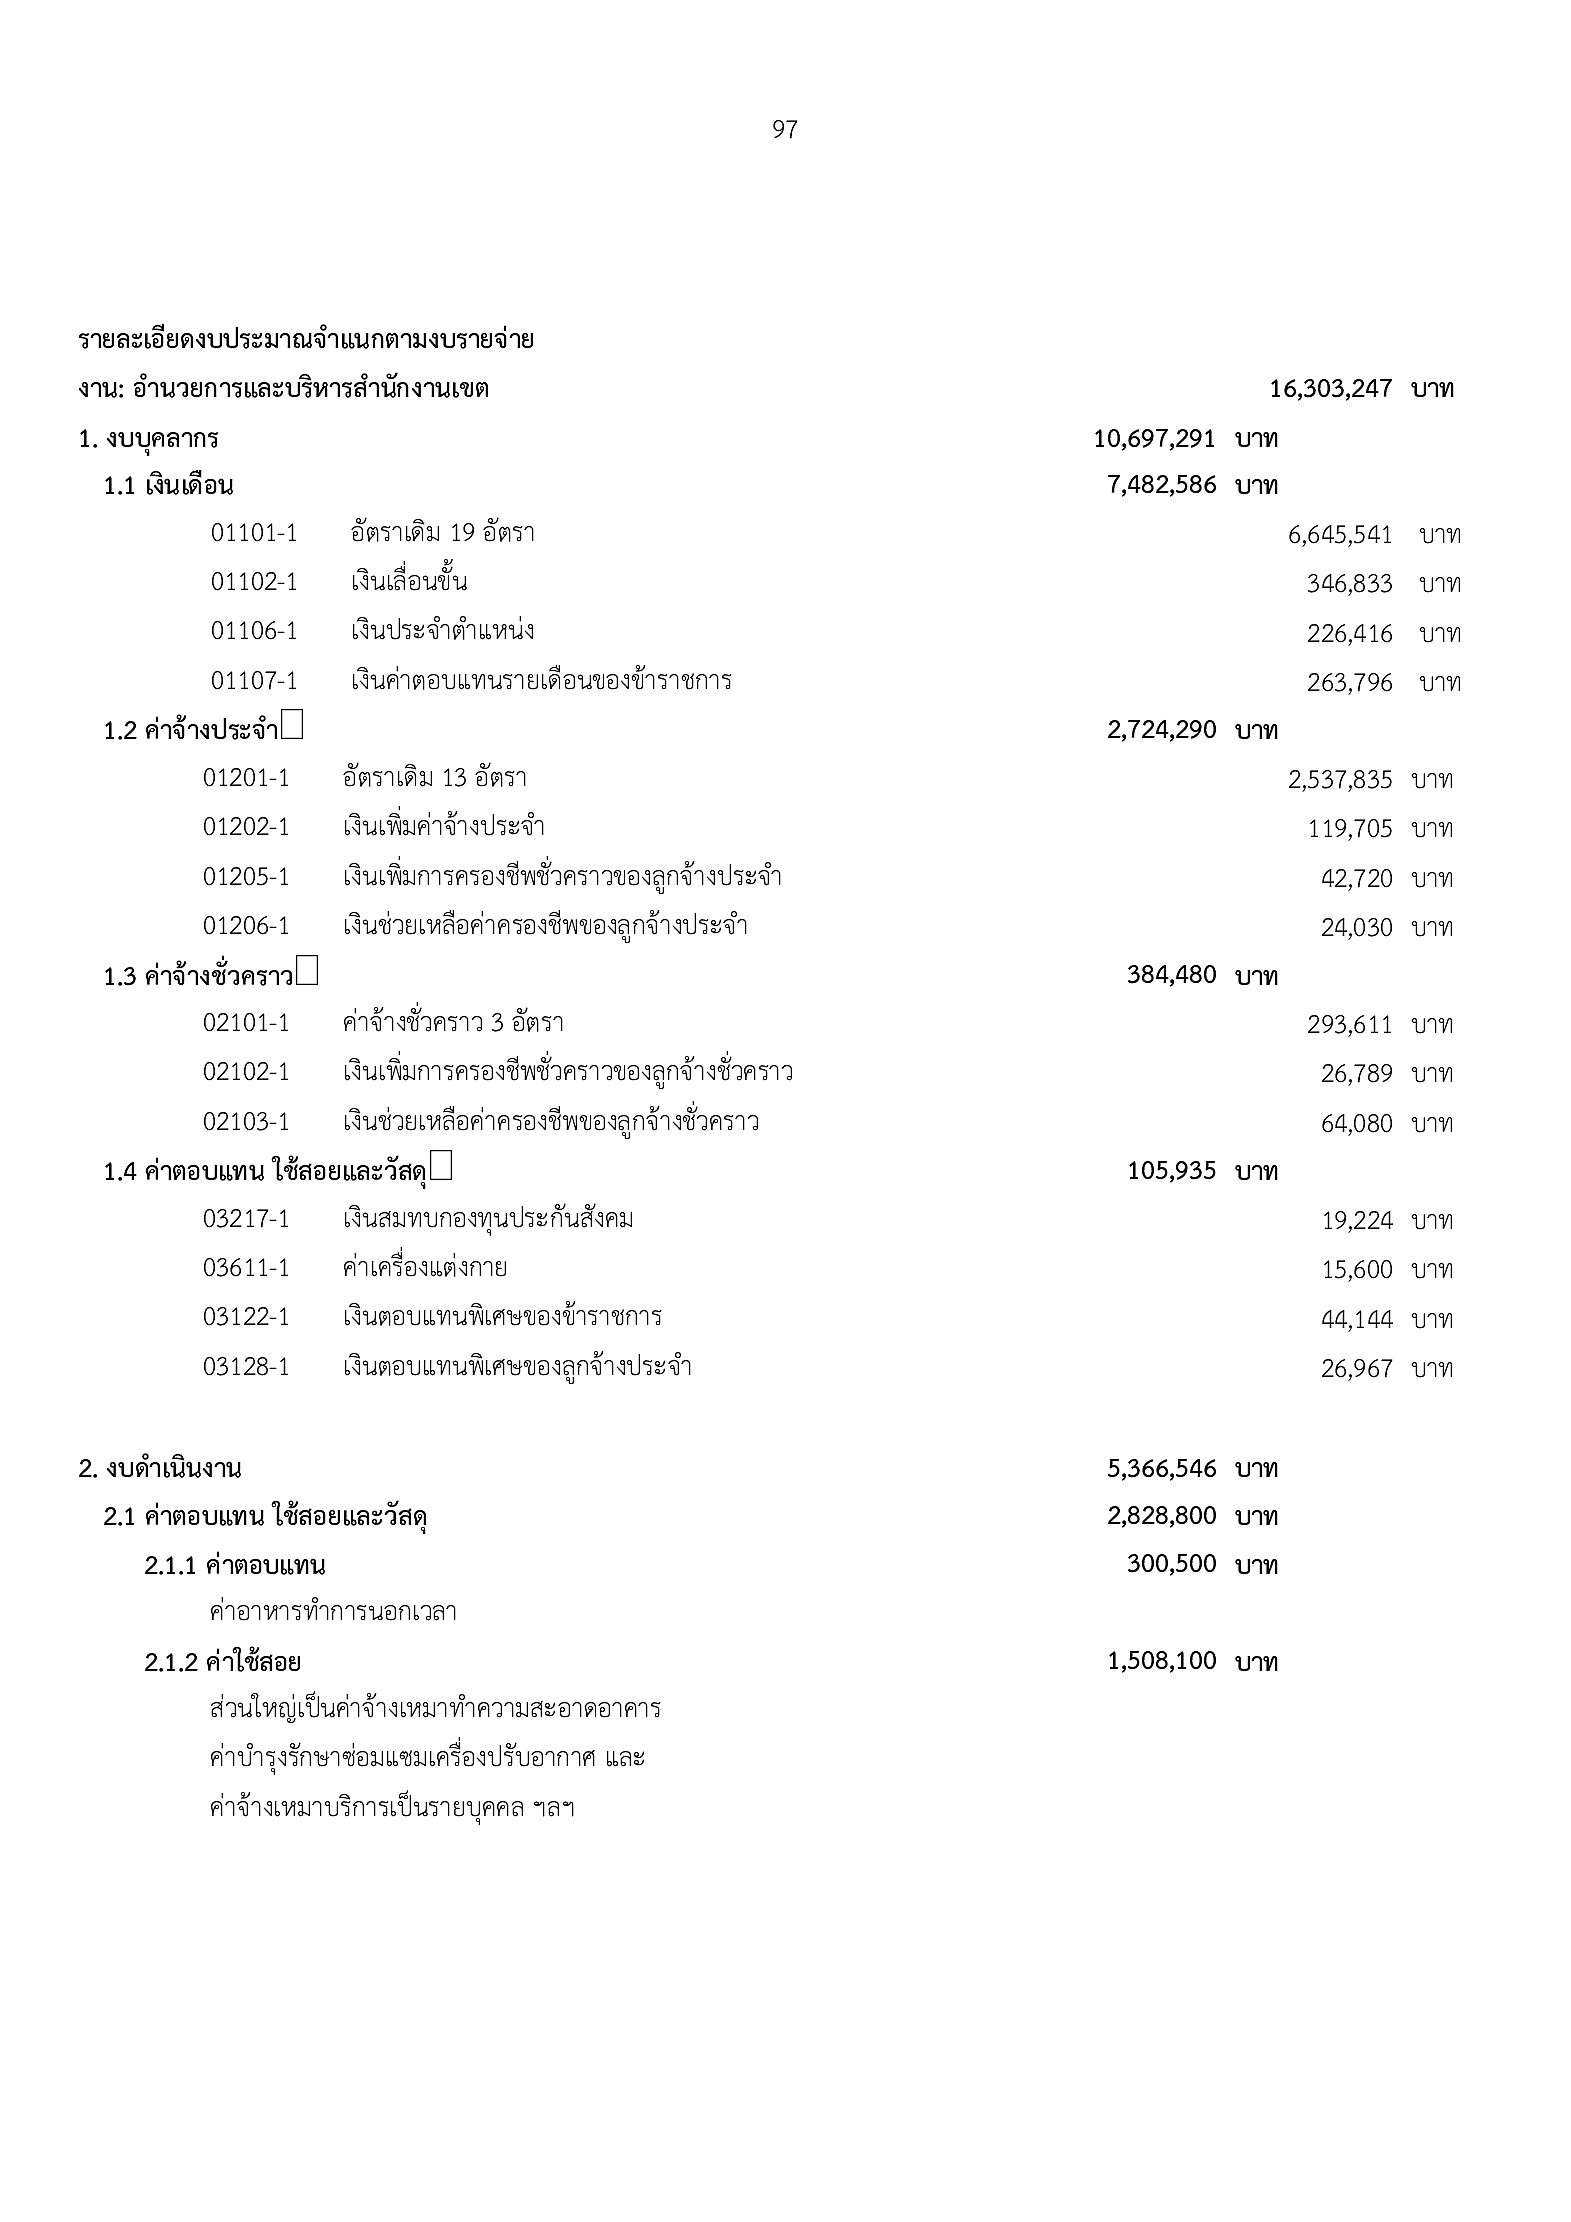 97
รายละเอียดงบประมาณจำแนกตามงบรายจ่าย
งาน: อำนวยการและบริหารสำนักงานเขต 16,303,247 บาท
1. งบบุคลากร 10,697,291 บาท
1.1 เงินเดือน 7,482,586 บาท
01101-1 อัตราเดิม 19 อัตรา 6,645,541 บาท
01102-1 เงินเลื่อนขั้น 346,833 บาท
01106-1 เงินประจำตำแหน่ง 226,416 บาท
01107-1 เงินค่าตอบแทนรายเดือนของข้าราชการ 263,796 บาท
1.2 ค่าจ้างประจำ 2,724,290 บาท
01201-1 อัตราเดิม 13 อัตรา 2,537,835 บาท
01202-1 เงินเพิ่มค่าจ้างประจำ 119,705 บาท
01205-1 เงินเพิ่มการครองชีพชั่วคราวของลูกจ้างประจำ 42,720 บาท
01206-1 เงินช่วยเหลือค่าครองชีพของลูกจ้างประจำ 24,030 บาท
1.3 ค่าจ้างชั่วคราว 384,480 บาท
02101-1 ค่าจ้างชั่วคราว 3 อัตรา 293,611 บาท
02102-1 เงินเพิ่มการครองชีพชั่วคราวของลูกจ้างชั่วคราว 26,789 บาท
02103-1 เงินช่วยเหลือค่าครองชีพของลูกจ้างชั่วคราว 64,080 บาท
1.4 ค่าตอบแทน ใช้สอยและวัสดุ 105,935 บาท
03217-1 เงินสมทบกองทุนประกันสังคม 19,224 บาท
03611-1 ค่าเครื่องแต่งกาย 15,600 บาท
03122-1 เงินตอบแทนพิเศษของข้าราชการ 44,144 บาท
03128-1 เงินตอบแทนพิเศษของลูกจ้างประจำ 26,967 บาท
2. งบดำเนินงาน 5,366,546 บาท
2.1 ค่าตอบแทน ใช้สอยและวัสดุ 2,828,800 บาท
2.1.1 ค่าตอบแทน 300,500 บาท
ค่าอาหารทำการนอกเวลา
2.1.2 ค่าใช้สอย 1,508,100 บาท
ส่วนใหญ่เป็นค่าจ้างเหมาทำความสะอาดอาคาร
ค่าบำรุงรักษาซ่อมแซมเครื่องปรับอากาศ และ
ค่าจ้างเหมาบริการเป็นรายบุคคล ฯลฯ